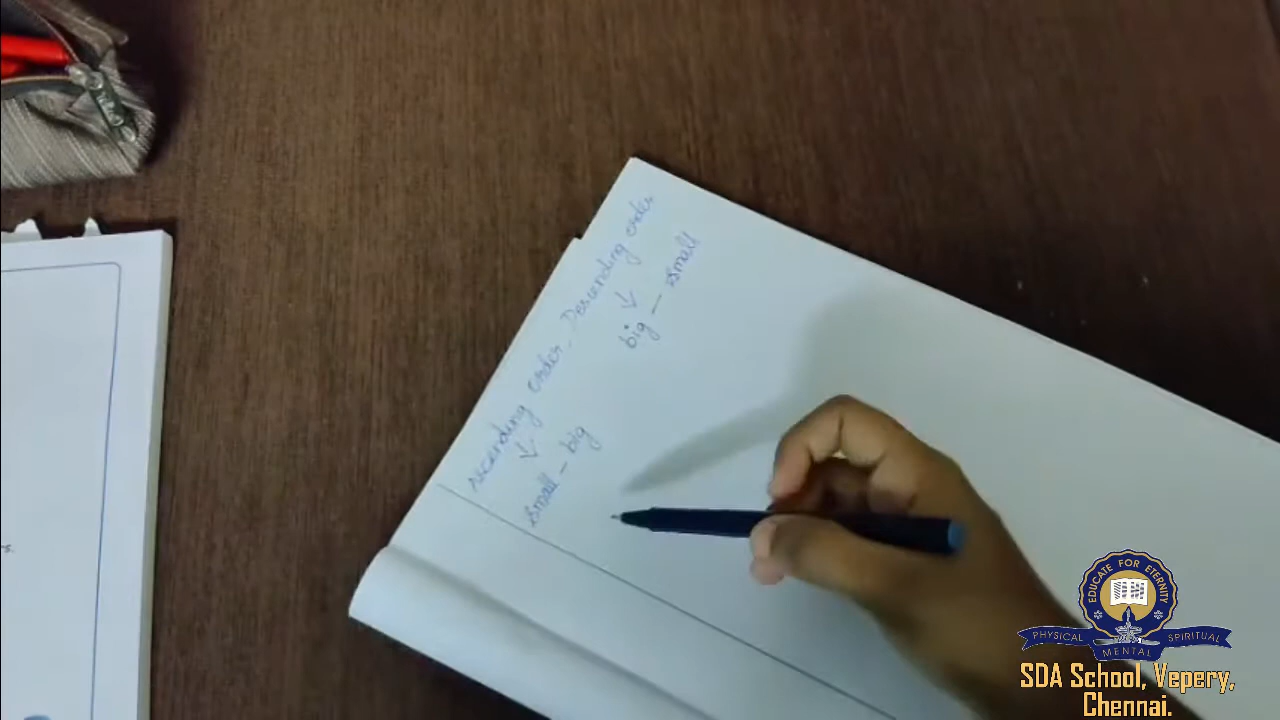 ascending order, Descending order
↓ ↓
small - big big - small
s.
EDUCATE FOR ETERNITY
PHYSICAL SPIRITUAL
MENTAL
SDA School, Vepery,
Chennai.